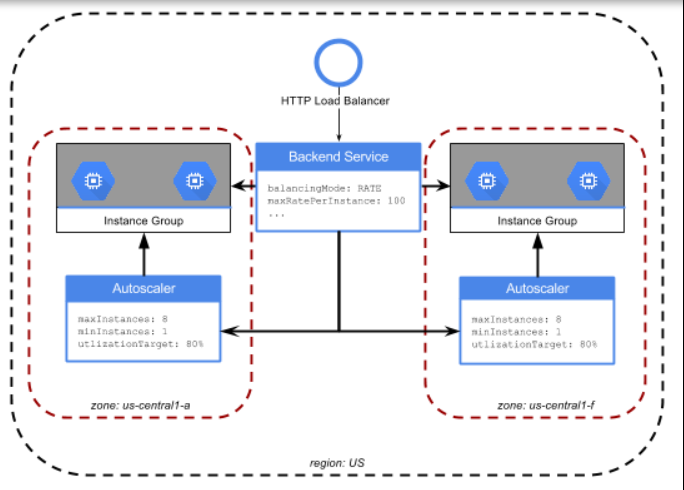 HTTP Load Balancer
Backend Service
balancingMode: RATE
maxRatePerInstance: 100
...
Instance Group
Instance Group
Autoscaler
maxInstances: 8
minInstances: 1
utlizationTarget: 80%
Autoscaler
maxInstances: 8
minInstances: 1
utlizationTarget: 80%
zone: us-central1-a
zone: us-central1-f
region: US